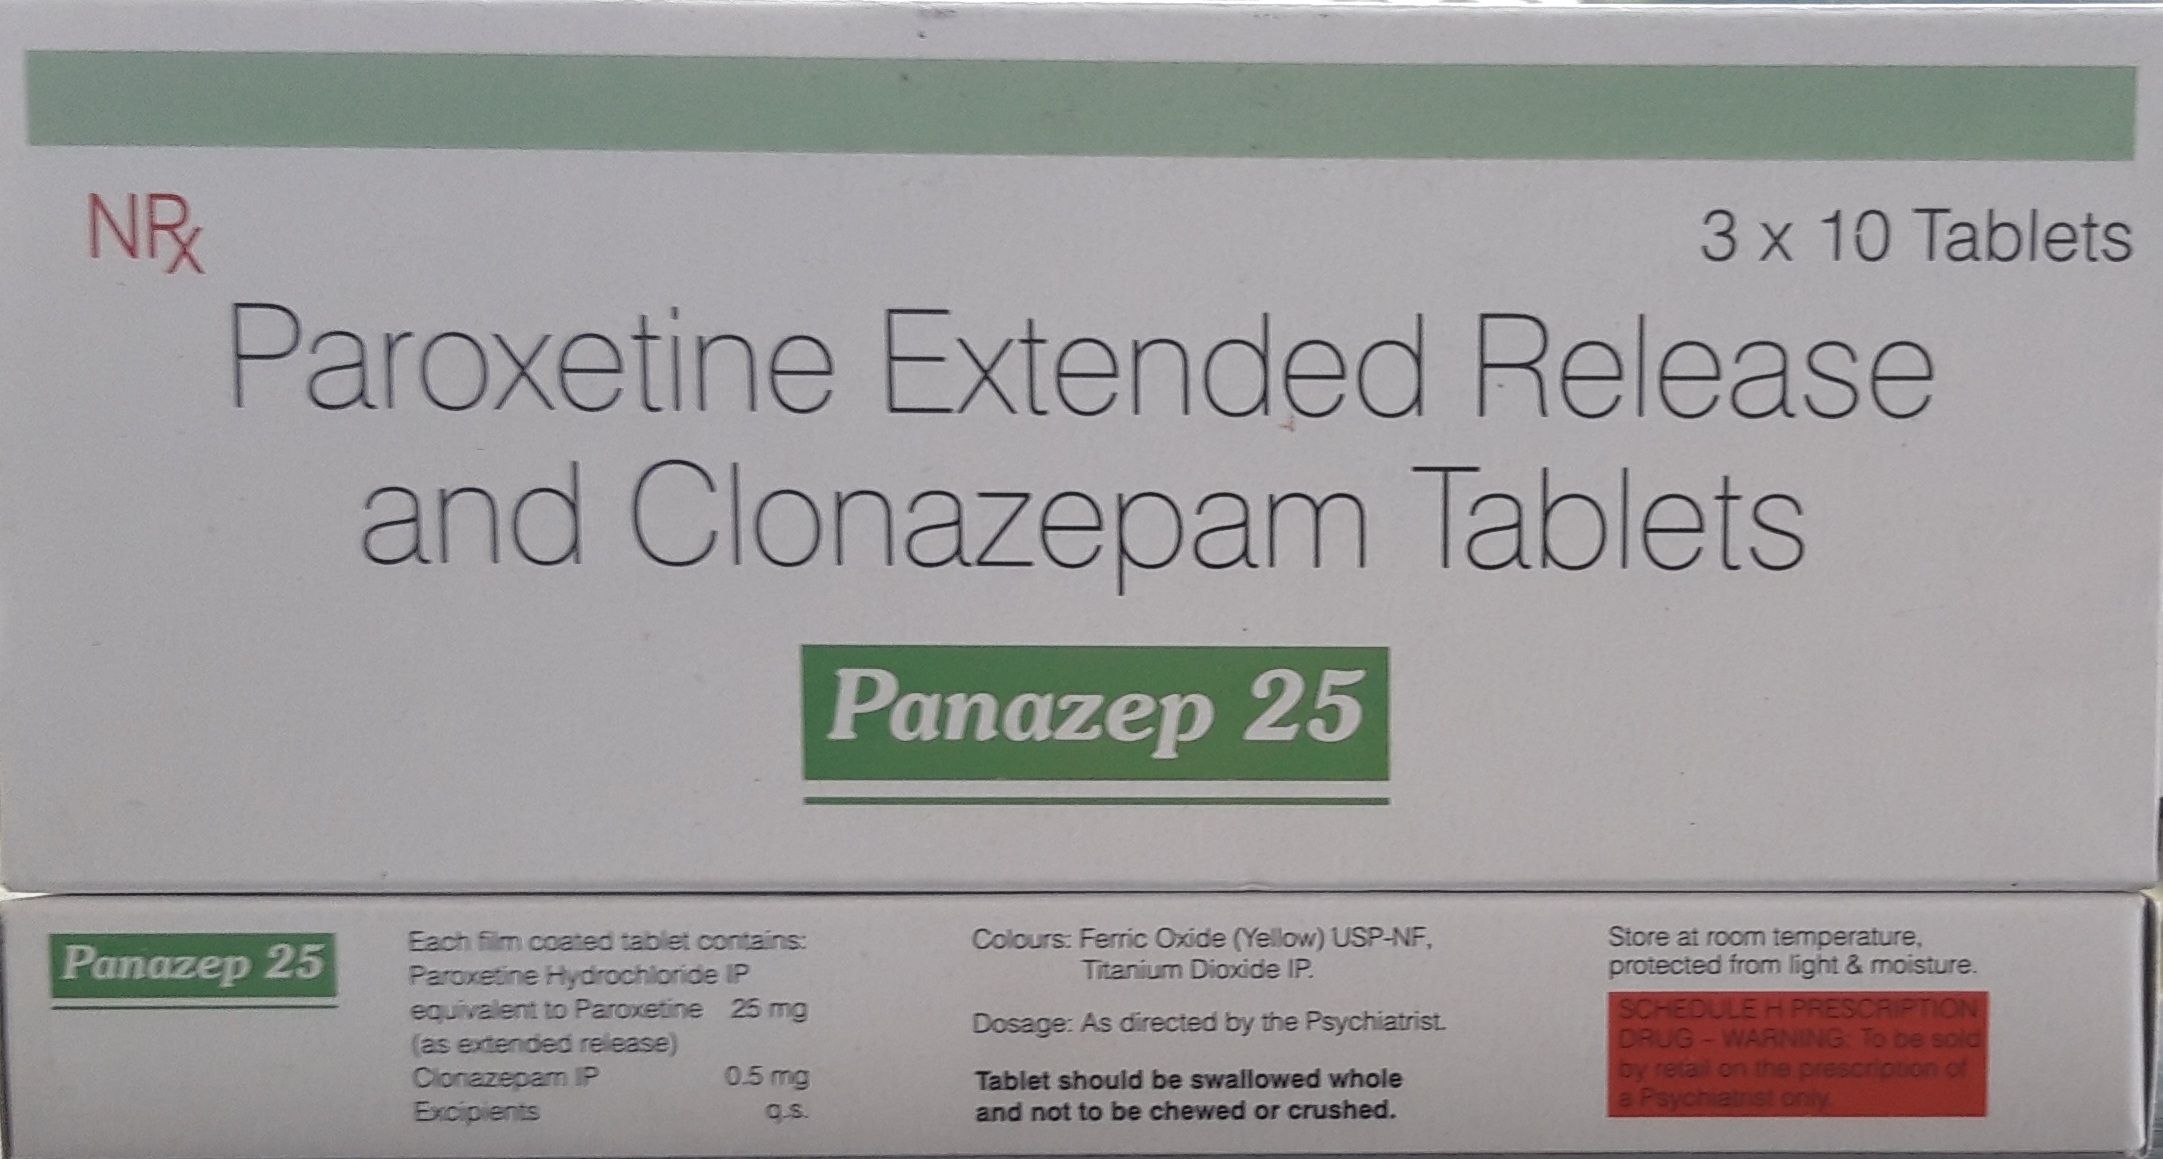 NRx
3 x 10 Tablets
Paroxetine Extended Release
and Clonazepam Tablets
Panazep 25
Panazep 25
Each film coated tablet contains:
Paroxetine Hydrochloride IP
equivalent to Paroxetine 25 mg
(as extended release)
Clonazepam IP 0.5 mg
Excipients q.s.
Colours: Ferric Oxide (Yellow) USP-NF,
Titanium Dioxide IP.
Dosage: As directed by the Psychiatrist.
Tablet should be swallowed whole
and not to be chewed or crushed.
Store at room temperature,
protected from light & moisture.
SCHEDULE H PRESCRIPTION
DRUG – WARNING: To be sold
by retail on the prescription of
a Psychiatrist only.